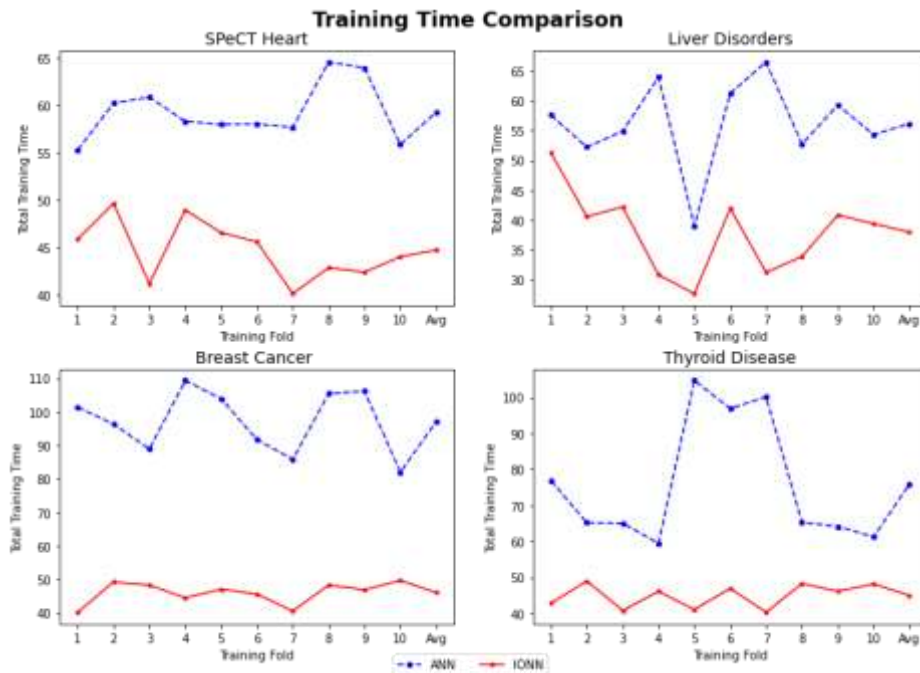 Training Time Comparison
SPeCT Heart
Total Training Time
65
60
55
50
45
40
1 2 3 4 5 6 7 8 9 10 Avg
Training Fold
Liver Disorders
Total Training Time
65
60
55
50
45
40
35
30
1 2 3 4 5 6 7 8 9 10 Avg
Training Fold
Breast Cancer
Total Training Time
110
100
90
80
70
60
50
40
1 2 3 4 5 6 7 8 9 10 Avg
Training Fold
Thyroid Disease
Total Training Time
100
90
80
70
60
50
40
1 2 3 4 5 6 7 8 9 10 Avg
Training Fold
ANN IONN